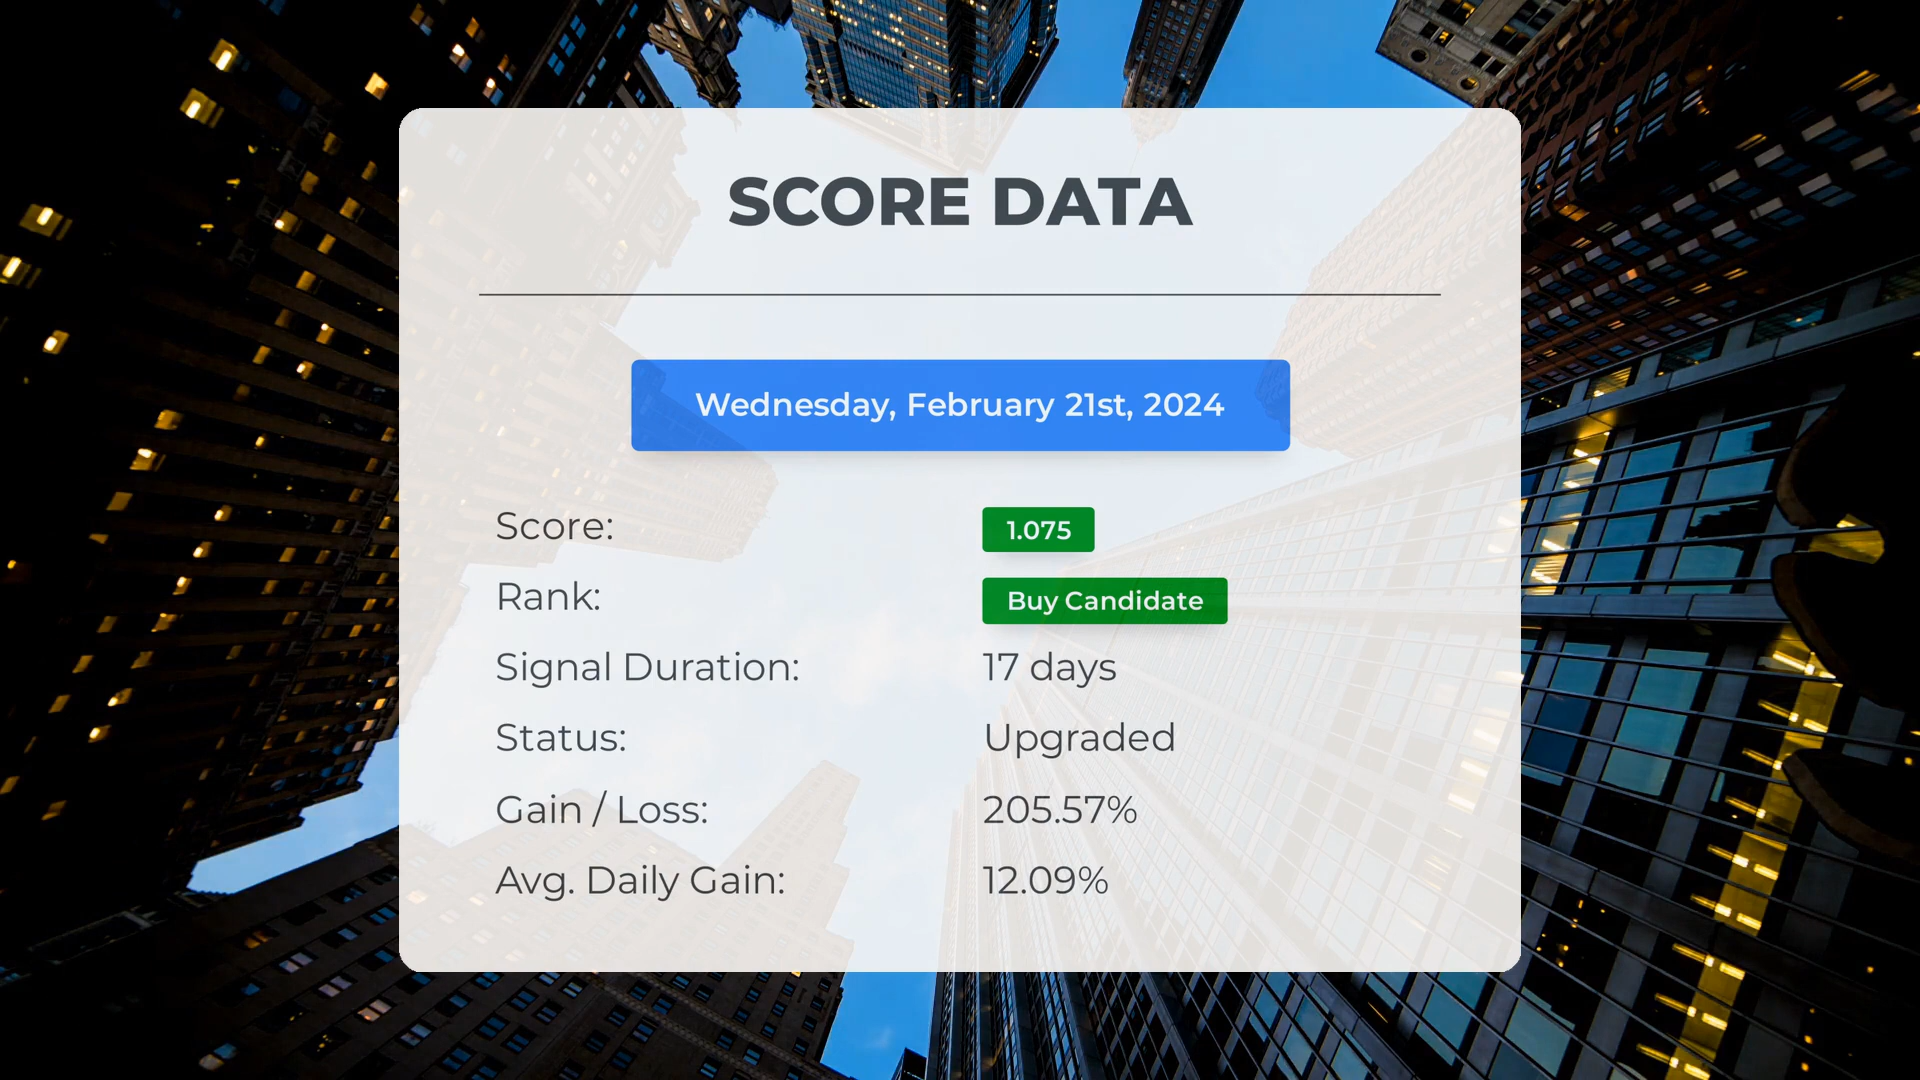 SCORE DATA
Wednesday, February 21st, 2024
Score: 1.075
Rank: Buy Candidate
Signal Duration: 17 days
Status: Upgraded
Gain / Loss: 205.57%
Avg. Daily Gain: 12.09%